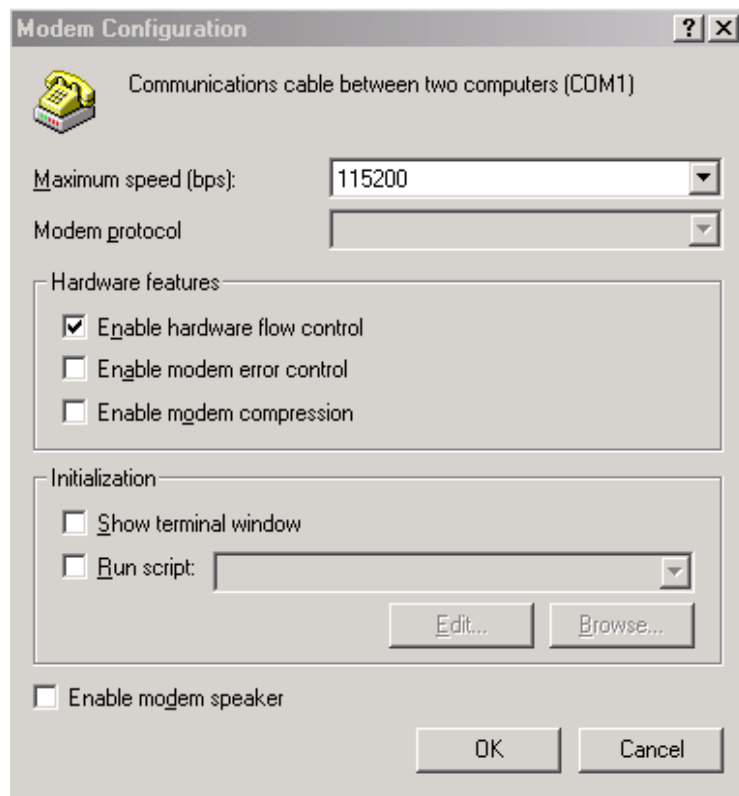 Modem Configuration
Communications cable between two computers (COM1)
Maximum speed (bps): 115200
Modem protocol
Hardware features
Enable hardware flow control
Enable modem error control
Enable modem compression
Initialization
Show terminal window
Run script:
Edit... Browse...
Enable modem speaker
OK Cancel